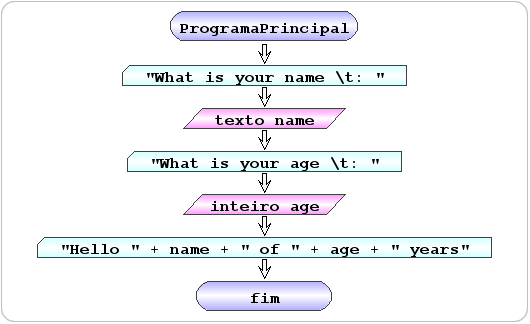 ProgramaPrincipal
"What is your name \t: "
texto name
"What is your age \t: "
inteiro age
"Hello " + name + " of " + age + " years"
fim